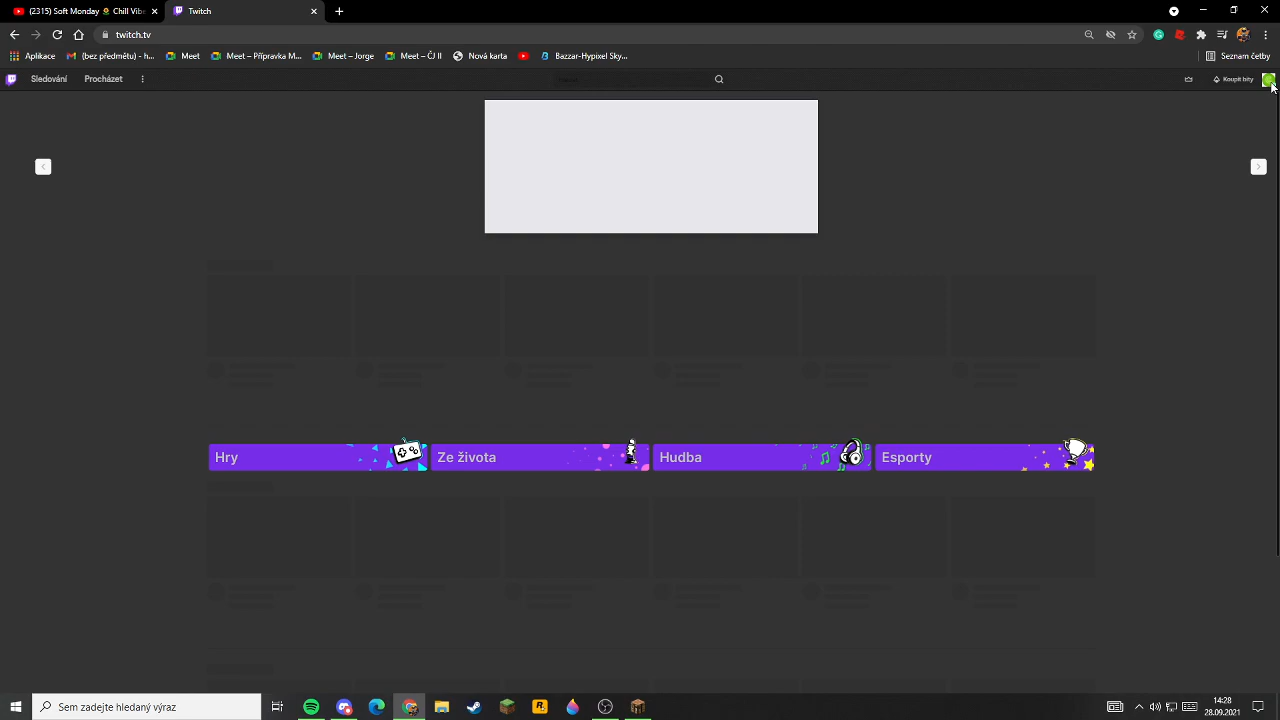 (2315) Soft Monday 🌻 Chill Vib
Twitch
twitch.tv
Aplikace
(bez předmětu) - h...
Meet
Meet – Přípravka M...
Meet – Jorge
Meet – ČJ II
Nová karta
Bazzar-Hypixel Sky...
Seznam četby
Sledování
Procházet
Koupit bity
Hry
Ze života
Hudba
Esporty
Sem zadejte hledaný výraz
14:28
28.09.2021